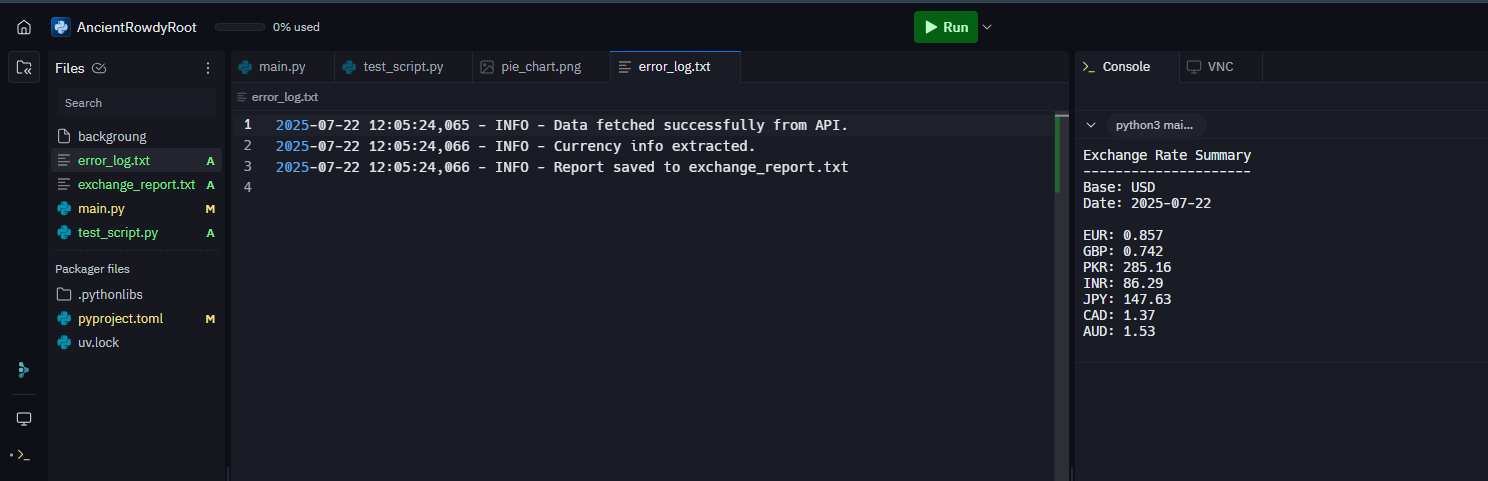 AncientRowdyRoot
0% used
Run
Files
Search
backgroung
error_log.txt A
exchange_report.txt A
main.py M
test_script.py A
Packager files
.pythonlibs
pyproject.toml M
uv.lock
main.py
test_script.py
pie_chart.png
error_log.txt
error_log.txt
1 2025-07-22 12:05:24,065 - INFO - Data fetched successfully from API.
2 2025-07-22 12:05:24,066 - INFO - Currency info extracted.
3 2025-07-22 12:05:24,066 - INFO - Report saved to exchange_report.txt
4
Console
VNC
python3 mai...
Exchange Rate Summary
---------------------
Base: USD
Date: 2025-07-22
EUR: 0.857
GBP: 0.742
PKR: 285.16
INR: 86.29
JPY: 147.63
CAD: 1.37
AUD: 1.53